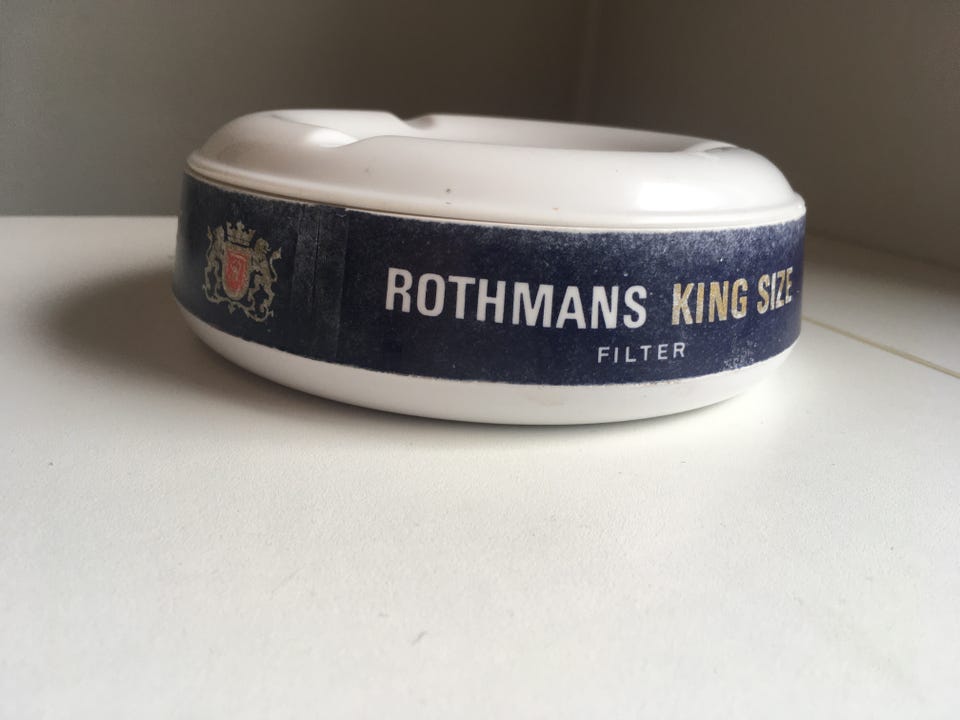 ROTHMANS KING SIZE
FILTER